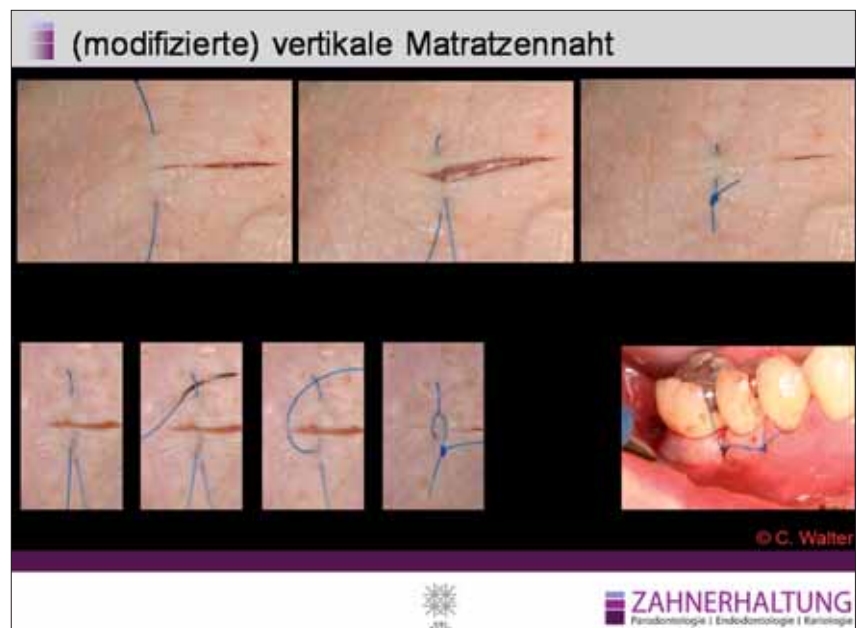 (modifizierte) vertikale Matratzennaht
© C. Walter
ZAHNERHALTUNG
Parodontologie | Endodontologie | Kariologie